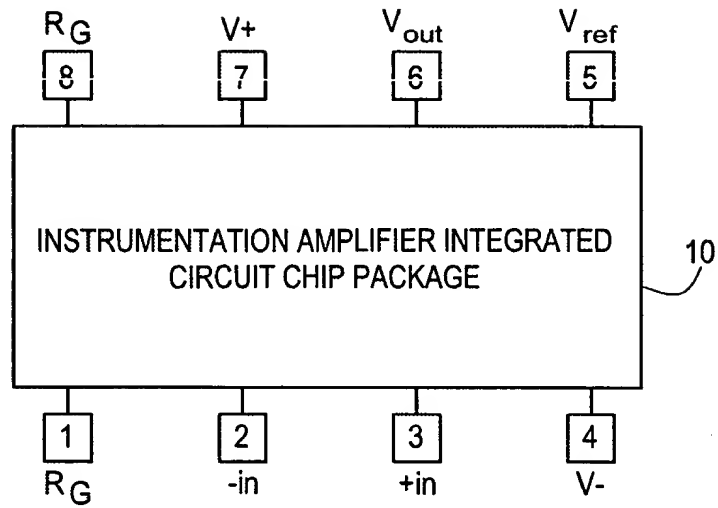 RG V+ Vout Vref
8 7 6 5
INSTRUMENTATION AMPLIFIER INTEGRATED
CIRCUIT CHIP PACKAGE
10
1 2 3 4
RG -in +in V-